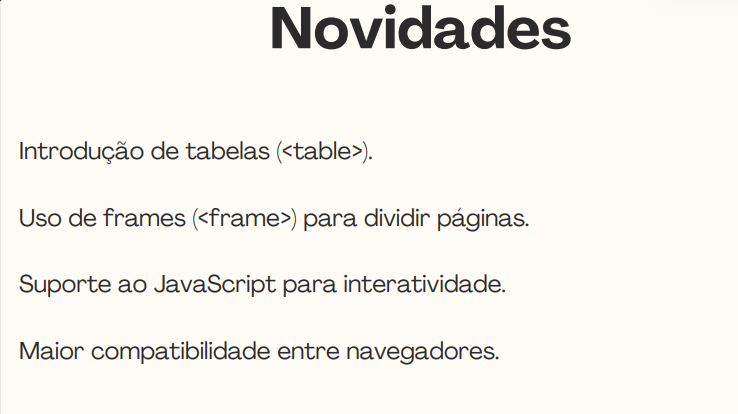 Novidades
Introdução de tabelas (<table>).
Uso de frames (<frame>) para dividir páginas.
Suporte ao JavaScript para interatividade.
Maior compatibilidade entre navegadores.